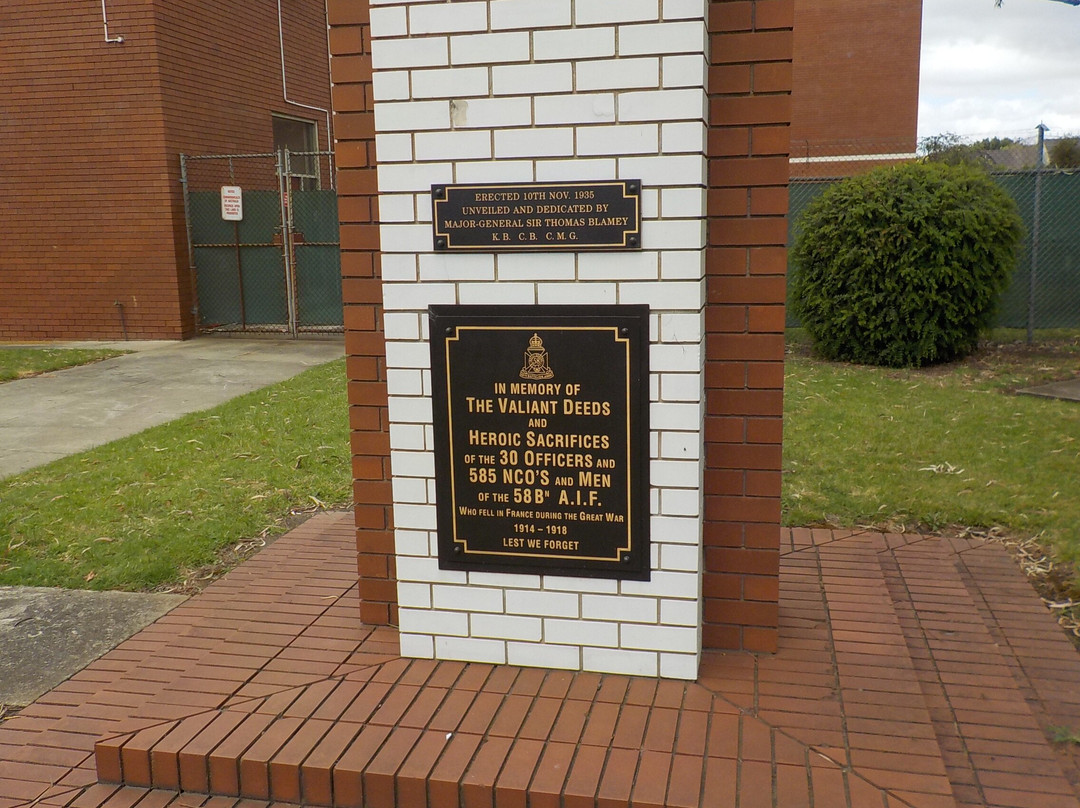 ERECTED 10TH NOV. 1935
UNVEILED AND DEDICATED BY
MAJOR-GENERAL SIR THOMAS BLAMEY
K.B. C.B. C.M.G.
IN MEMORY OF
THE VALIANT DEEDS
AND
HEROIC SACRIFICES
OF THE 30 OFFICERS AND
585 NCO'S AND MEN
OF THE 58 BN A.I.F.
WHO FELL IN FRANCE DURING THE GREAT WAR
1914 – 1918
LEST WE FORGET